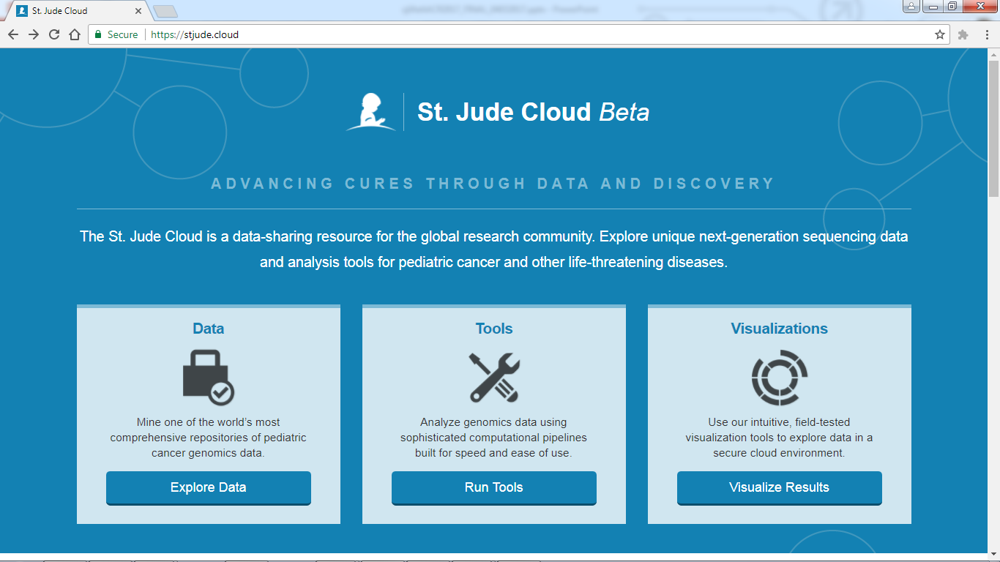 St. Jude Cloud
PowerPoint
Secure https://stjude.cloud
St. Jude Cloud Beta
ADVANCING CURES THROUGH DATA AND DISCOVERY
The St. Jude Cloud is a data-sharing resource for the global research community. Explore unique next-generation sequencing data
and analysis tools for pediatric cancer and other life-threatening diseases.
Data
Mine one of the world’s most
comprehensive repositories of pediatric
cancer genomics data.
Explore Data
Tools
Analyze genomics data using
sophisticated computational pipelines
built for speed and ease of use.
Run Tools
Visualizations
Use our intuitive, field-tested
visualization tools to explore data in a
secure cloud environment.
Visualize Results